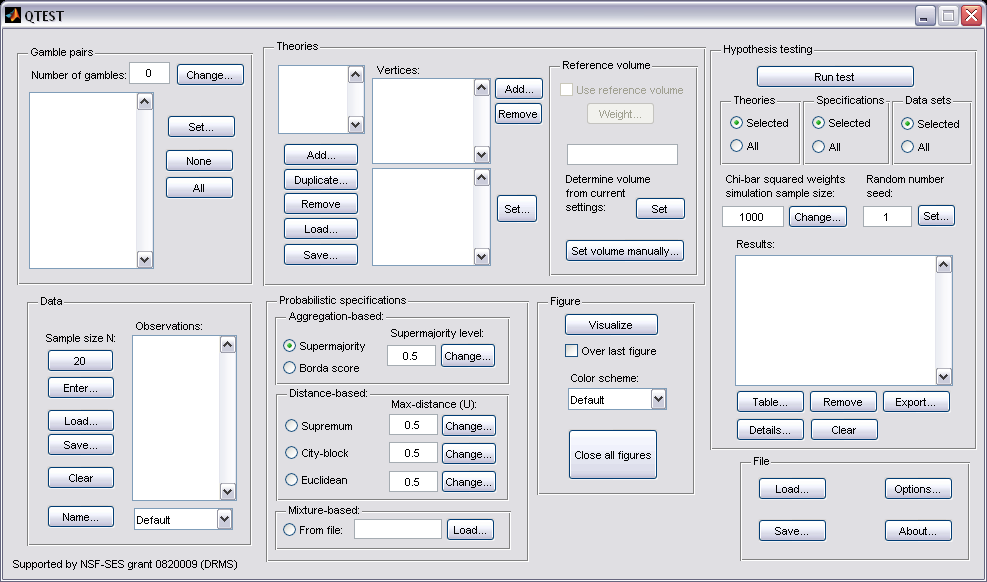 QTEST
Gamble pairs
Number of gambles: 0 Change...
Set...
None
All
Theories
Vertices:
Add...
Remove
Add...
Duplicate...
Remove
Load...
Save...
Set...
Reference volume
Use reference volume
Weight...
Determine volume
from current
settings:
Set
Set volume manually...
Hypothesis testing
Run test
Theories
Selected
All
Specifications
Selected
All
Data sets
Selected
All
Chi-bar squared weights
simulation sample size:
1000 Change...
Random number
seed:
1 Set...
Results:
Table... Remove Export...
Details... Clear
Data
Sample size N:
20
Enter...
Load...
Save...
Clear
Name...
Observations:
Default
Probabilistic specifications
Aggregation-based:
Supermajority
Borda score
Supermajority level:
0.5 Change...
Distance-based:
Max-distance (U):
Supremum 0.5 Change...
City-block 0.5 Change...
Euclidean 0.5 Change...
Mixture-based:
From file: Load...
Figure
Visualize
Over last figure
Color scheme:
Default
Close all figures
File
Load... Options...
Save... About...
Supported by NSF-SES grant 0820009 (DRMS)